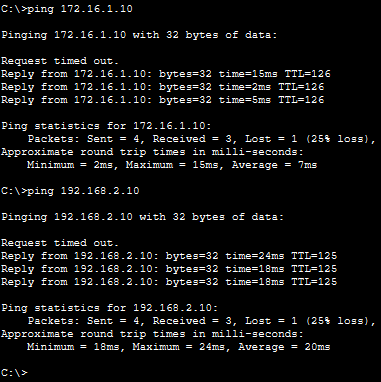 C:\>ping 172.16.1.10
Pinging 172.16.1.10 with 32 bytes of data:
Request timed out.
Reply from 172.16.1.10: bytes=32 time=15ms TTL=126
Reply from 172.16.1.10: bytes=32 time=2ms TTL=126
Reply from 172.16.1.10: bytes=32 time=5ms TTL=126
Ping statistics for 172.16.1.10:
    Packets: Sent = 4, Received = 3, Lost = 1 (25% loss),
Approximate round trip times in milli-seconds:
    Minimum = 2ms, Maximum = 15ms, Average = 7ms
C:\>ping 192.168.2.10
Pinging 192.168.2.10 with 32 bytes of data:
Request timed out.
Reply from 192.168.2.10: bytes=32 time=24ms TTL=125
Reply from 192.168.2.10: bytes=32 time=18ms TTL=125
Reply from 192.168.2.10: bytes=32 time=18ms TTL=125
Ping statistics for 192.168.2.10:
    Packets: Sent = 4, Received = 3, Lost = 1 (25% loss),
Approximate round trip times in milli-seconds:
    Minimum = 18ms, Maximum = 24ms, Average = 20ms
C:\>